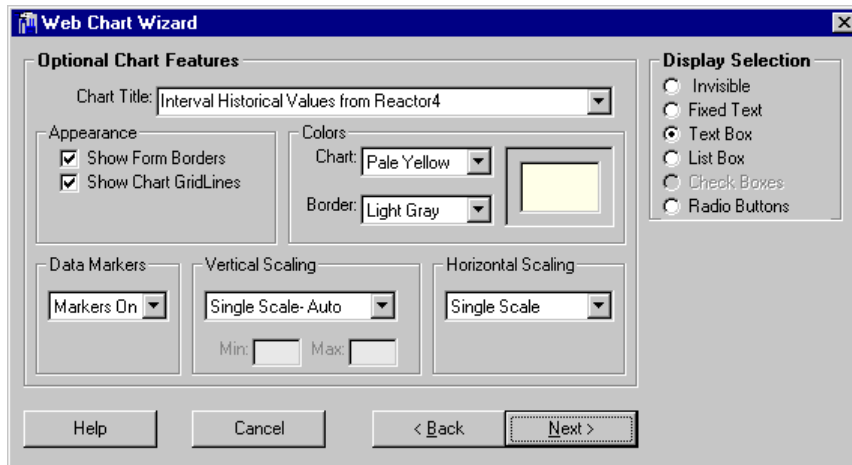 Web Chart Wizard
Optional Chart Features
Chart Title: Interval Historical Values from Reactor4
Appearance
Show Form Borders
Show Chart GridLines
Colors
Chart: Pale Yellow
Border: Light Gray
Data Markers
Markers On
Vertical Scaling
Single Scale- Auto
Min: Max:
Horizontal Scaling
Single Scale
Display Selection
Invisible
Fixed Text
Text Box
List Box
Check Boxes
Radio Buttons
Help Cancel < Back Next >